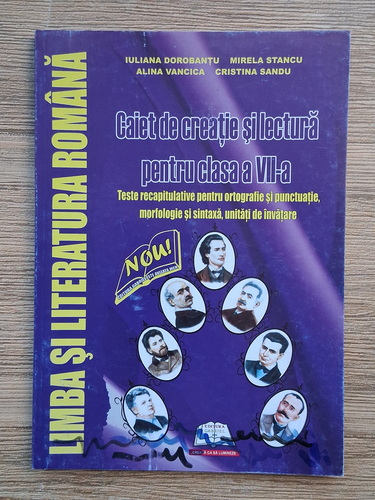 IULIANA DOROBANȚU MIRELA STANCU
ALINA VANCICA CRISTINA SANDU
LIMBA ȘI LITERATURA ROMÂNĂ
Caiet de creație și lectură
pentru clasa a VII-a
Teste recapitulative pentru ortografie și punctuație,
morfologie și sintaxă, unități de învățare
NOU!
EDITURA